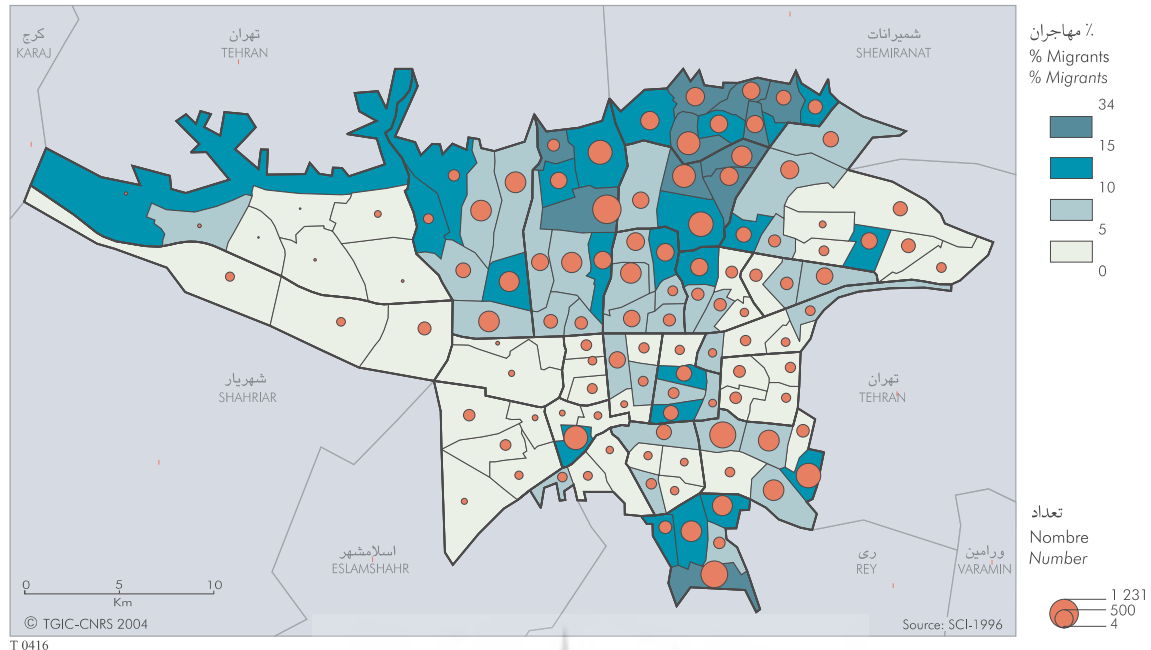 کرج
KARAJ
تهران
TEHRAN
شمیرانات
SHEMIRANAT
شهریار
SHAHRIAR
تهران
TEHRAN
اسلامشهر
ESLAMSHAHR
ری
REY
ورامین
VARAMIN
0 5 10
Km
© TGIC-CNRS 2004
Source: SCI-1996
T 0416
% مهاجران
% Migrants
% Migrants
34
15
10
5
0
تعداد
Nombre
Number
1 231
500
4